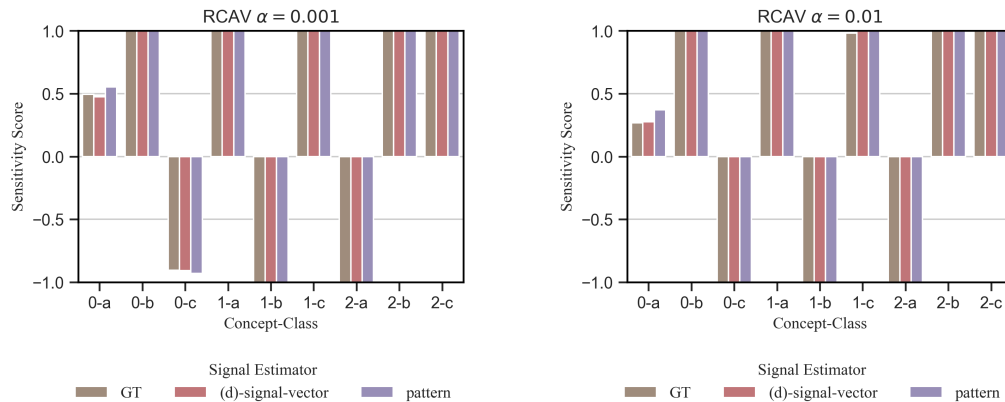 RCAV α = 0.001
1.0
0.5
0.0
−0.5
−1.0
Sensitivity Score
0-a 0-b 0-c 1-a 1-b 1-c 2-a 2-b 2-c
Concept-Class
Signal Estimator
GT (d)-signal-vector pattern
RCAV α = 0.01
1.0
0.5
0.0
−0.5
−1.0
Sensitivity Score
0-a 0-b 0-c 1-a 1-b 1-c 2-a 2-b 2-c
Concept-Class
Signal Estimator
GT (d)-signal-vector pattern